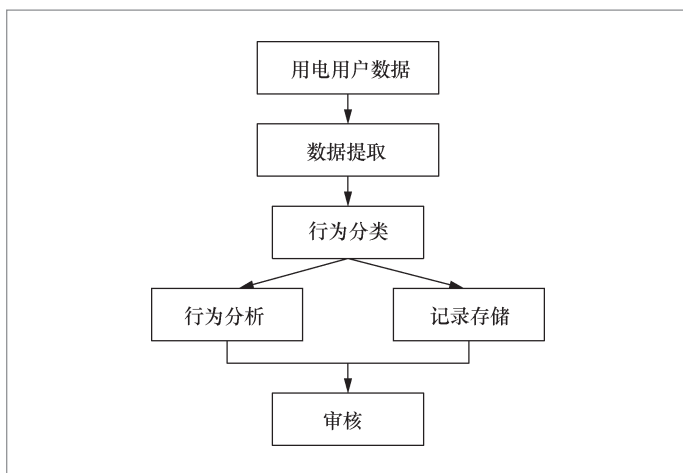 用电用户数据
数据提取
行为分类
行为分析
记录存储
审核